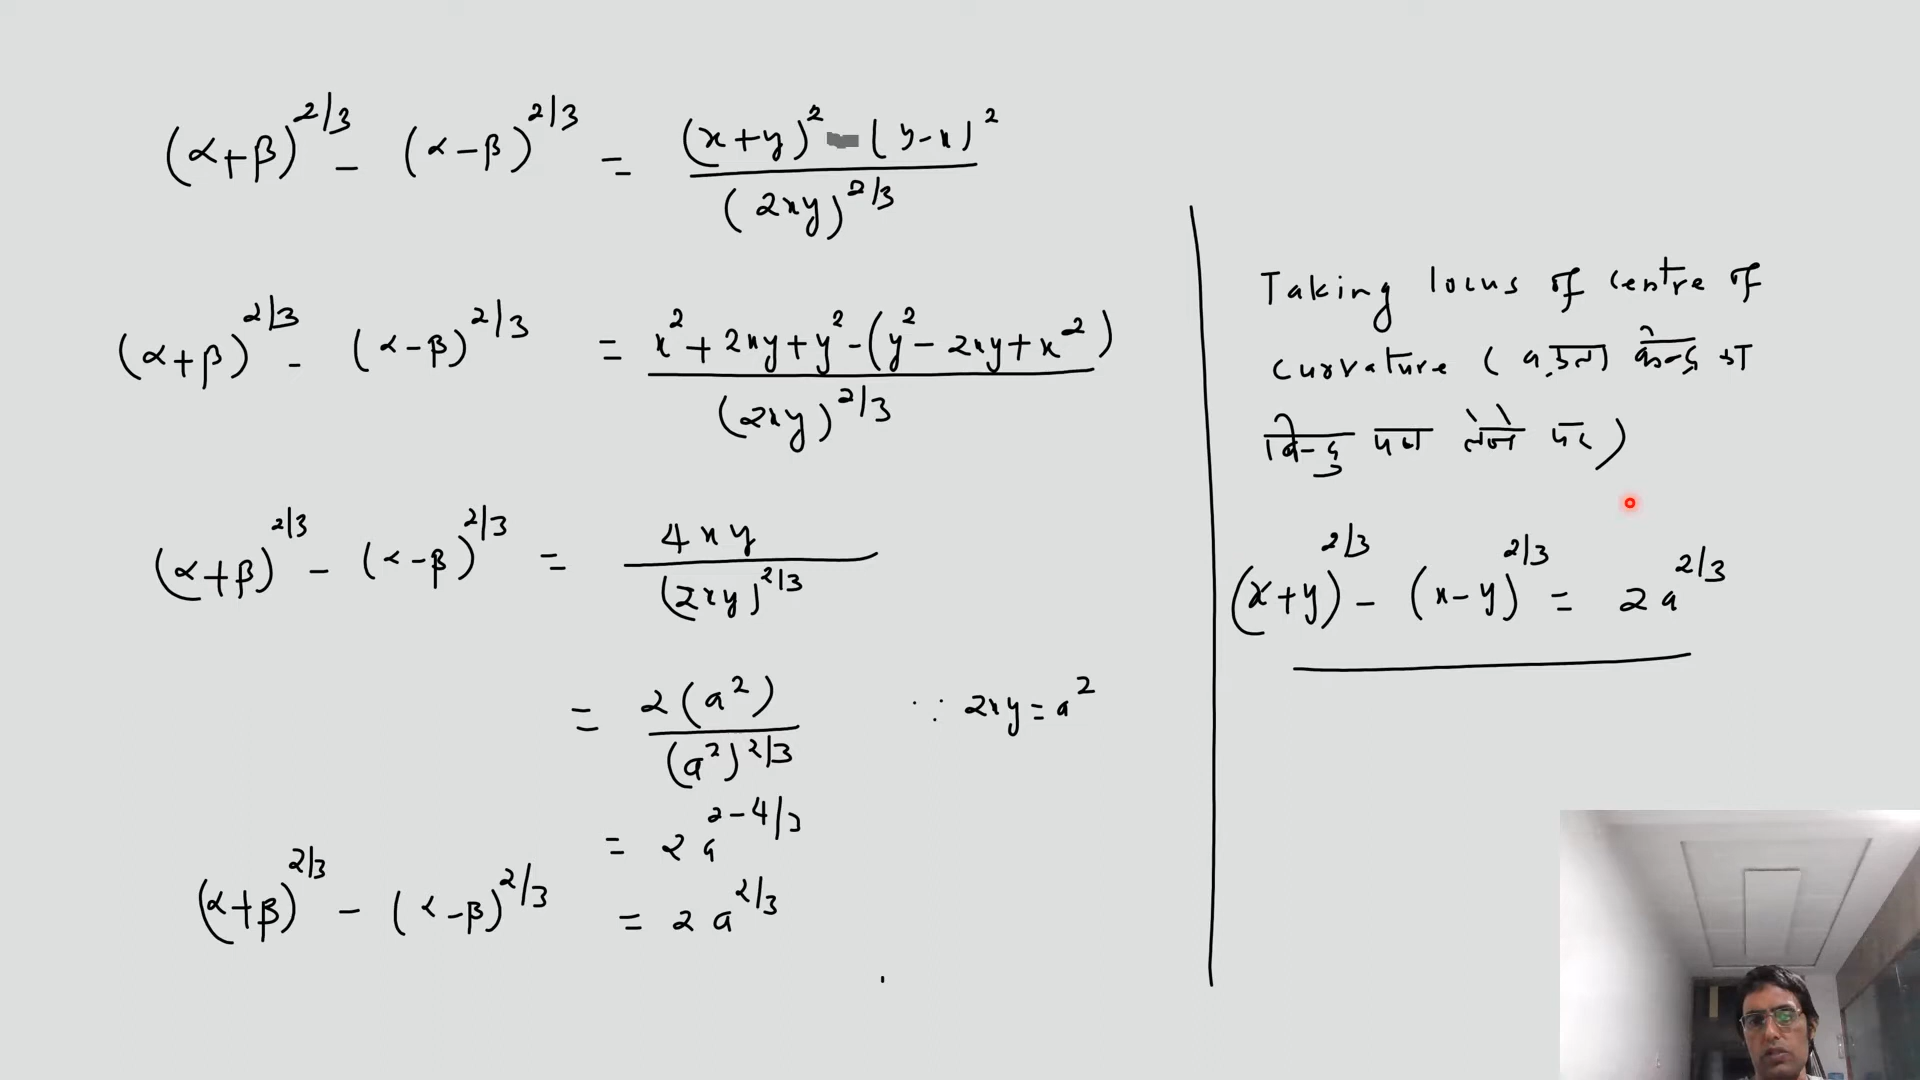 (α+β)^2/3 - (α-β)^2/3 = (x+y)^2 - (y-x)^2 / (2xy)^2/3
(α+β)^2/3 - (α-β)^2/3 = x^2+2xy+y^2-(y^2-2xy+x^2) / (2xy)^2/3
(α+β)^2/3 - (α-β)^2/3 = 4xy / (2xy)^2/3
= 2(a^2) / (a^2)^2/3 ∵ 2xy=a^2
= 2a^2-4/3
(α+β)^2/3 - (α-β)^2/3 = 2a^2/3
Taking locus of centre of
curvature ( केन्द्र का
बिन्दु पथ लेने पर )
(x+y)^2/3 - (x-y)^2/3 = 2a^2/3